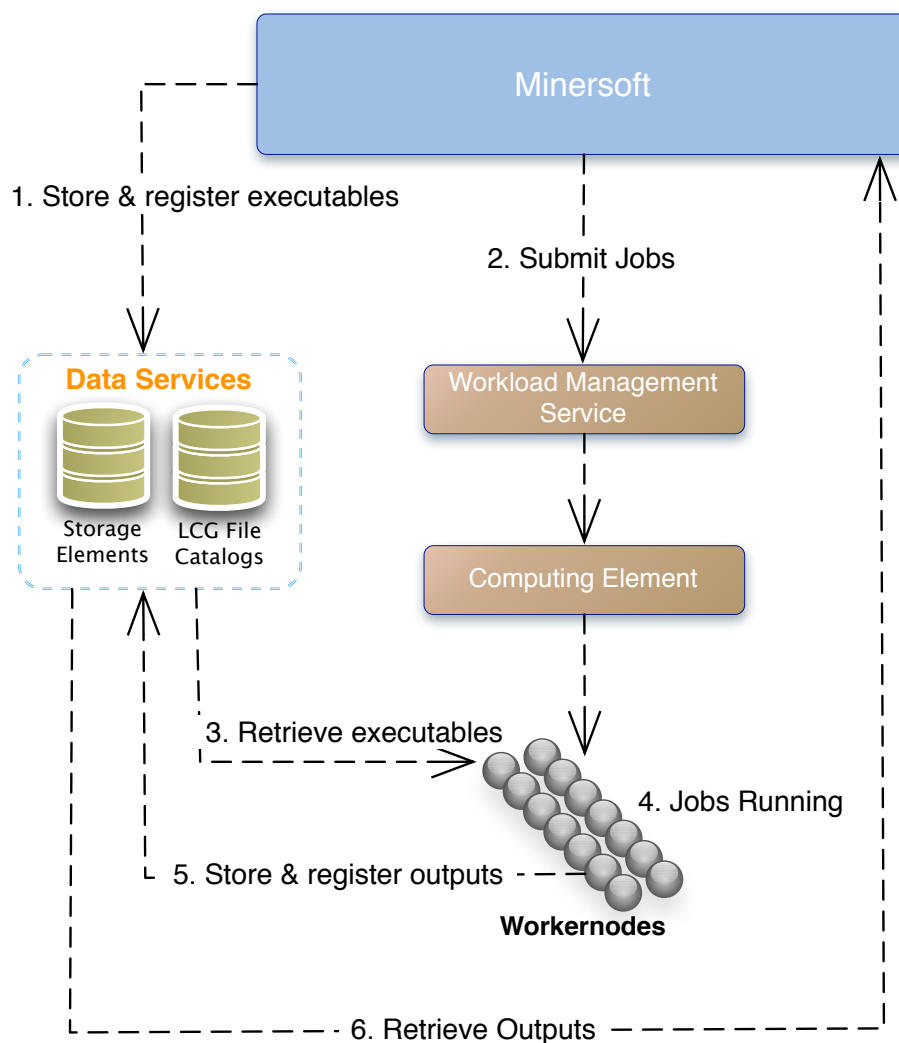 Minersoft
1. Store & register executables
2. Submit Jobs
Data Services
Workload Management
Service
Storage
Elements
LCG File
Catalogs
Computing Element
3. Retrieve executables
4. Jobs Running
5. Store & register outputs
Workernodes
6. Retrieve Outputs